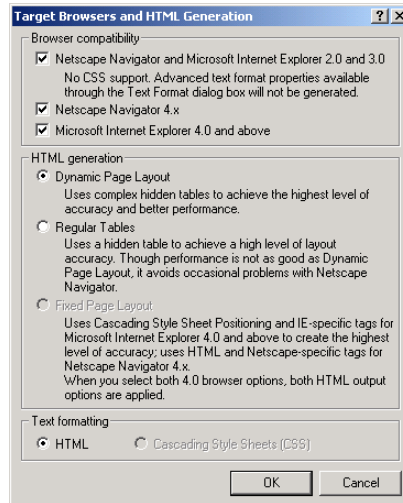 Target Browsers and HTML Generation
Browser compatibility
Netscape Navigator and Microsoft Internet Explorer 2.0 and 3.0
No CSS support. Advanced text format properties available
through the Text Format dialog box will not be generated.
Netscape Navigator 4.x
Microsoft Internet Explorer 4.0 and above
HTML generation
Dynamic Page Layout
Uses complex hidden tables to achieve the highest level of
accuracy and better performance.
Regular Tables
Uses a hidden table to achieve a high level of layout
accuracy. Though performance is not as good as Dynamic
Page Layout, it avoids occasional problems with Netscape
Navigator.
Fixed Page Layout
Uses Cascading Style Sheet Positioning and IE-specific tags for
Microsoft Internet Explorer 4.0 and above to create the highest
level of accuracy; uses HTML and Netscape-specific tags for
Netscape Navigator 4.x.
When you select both 4.0 browser options, both HTML output
options are applied.
Text formatting
HTML Cascading Style Sheets (CSS)
OK Cancel